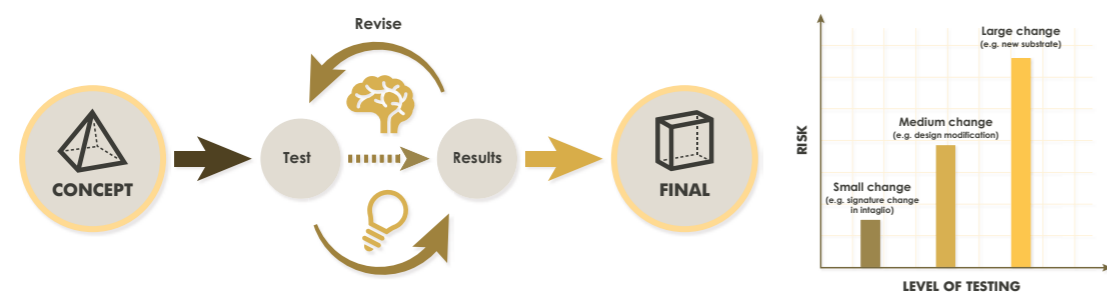 Revise
CONCEPT
Test
Results
FINAL
RISK
Large change
(e.g. new substrate)
Medium change
(e.g. design modification)
Small change
(e.g. signature change
in intaglio)
LEVEL OF TESTING